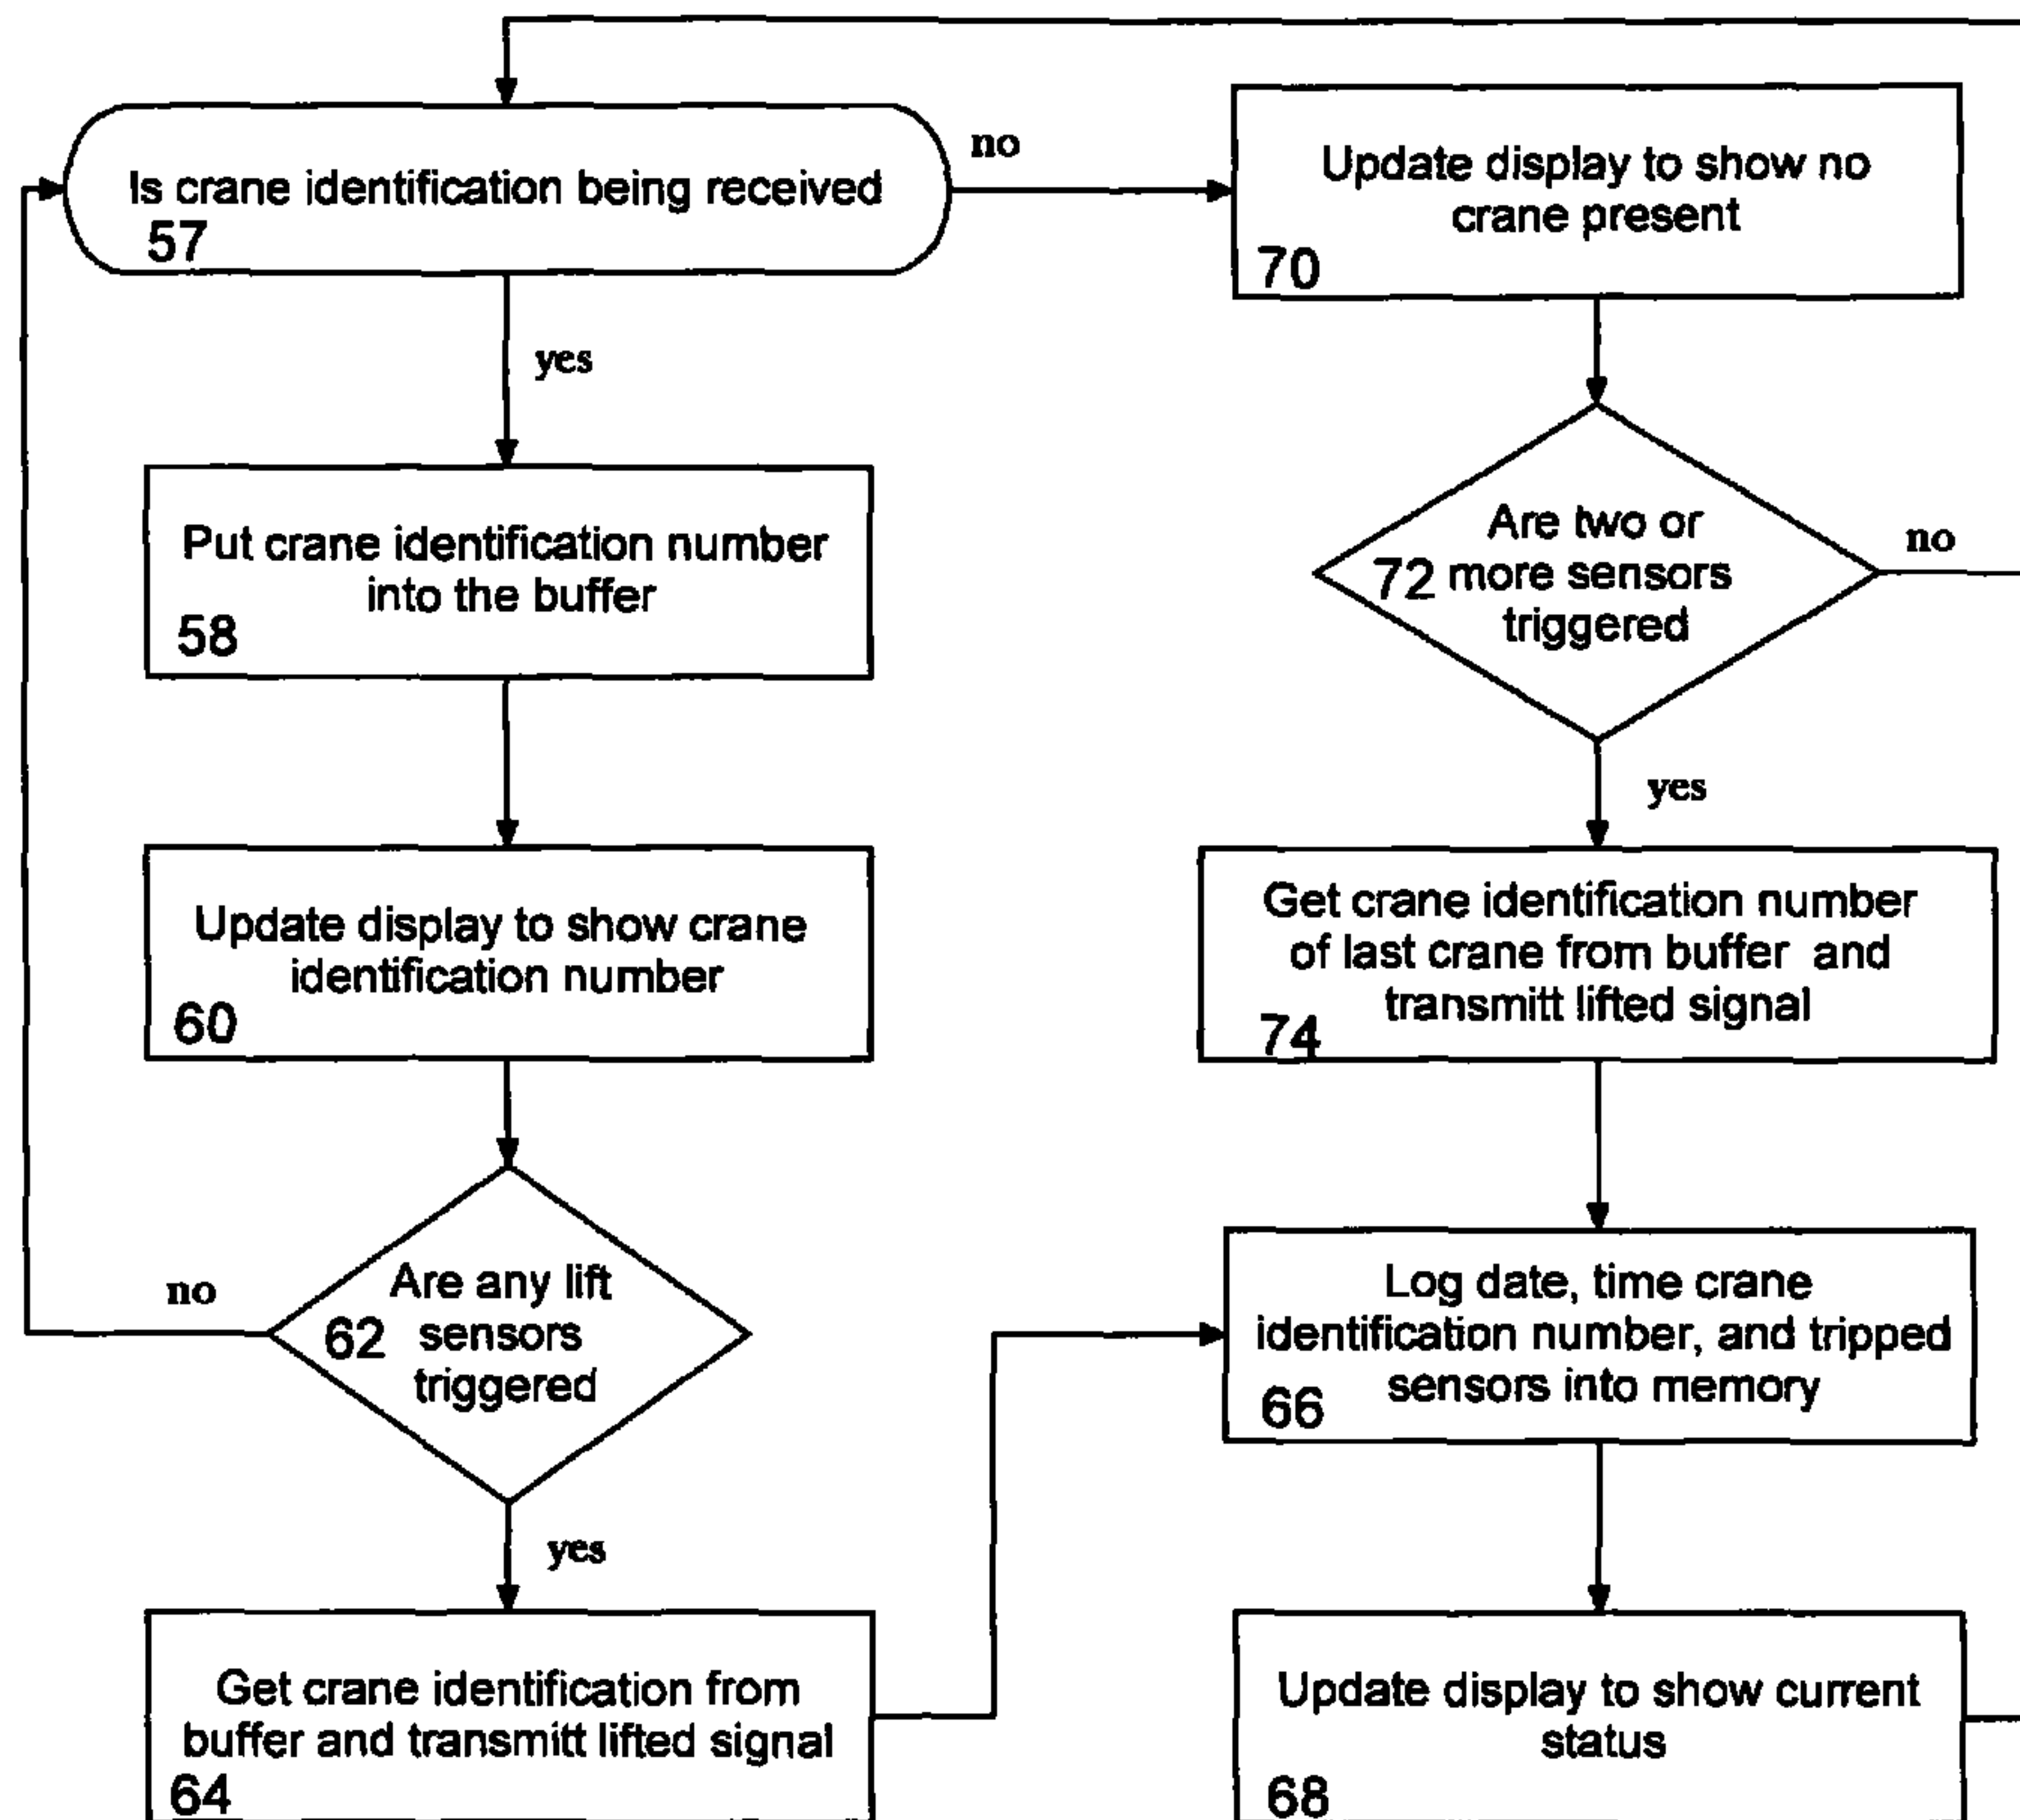 Is crane identification being received
57
no
yes
Put crane identification number
into the buffer
58
Update display to show crane
identification number
60
Are any lift
62 sensors
triggered
no
yes
Get crane identification from
buffer and transmitt lifted signal
64
Update display to show no
crane present
70
Are two or
72 more sensors
triggered
no
yes
Get crane identification number
of last crane from buffer and
transmitt lifted signal
74
Log date, time crane
identification number, and tripped
sensors into memory
66
Update display to show current
status
68